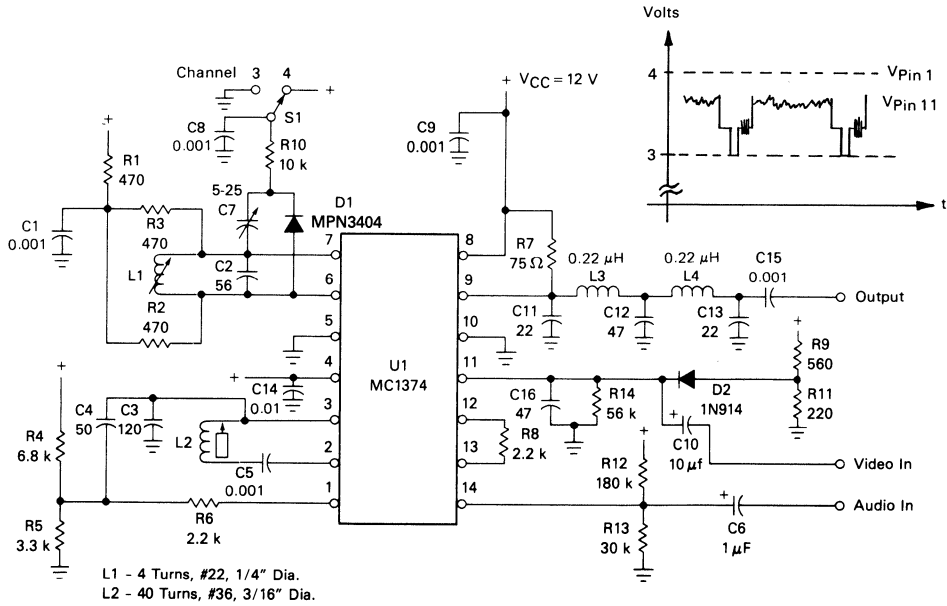 Volts
4
V Pin 1
V Pin 11
3
t
Channel 3 4
+
S1
C8
0.001
R10
10 k
+ VCC = 12 V
C9
0.001
+
R1
470
5-25
C7
D1
MPN3404
C1
0.001
R3
470
L1
C2
56
R2
470
7
6
5
4
3
2
1
8
9
10
11
12
13
14
U1
MC1374
R7
75 Ω
0.22 μH
L3
0.22 μH
L4
C15
0.001
Output
C11
22
C12
47
C13
22
+
R9
560
R11
220
D2
1N914
C16
47
R14
56 k
+
C10
10 μf
Video In
R8
2.2 k
+
R12
180 k
R13
30 k
+
C6
1 μF
Audio In
+
C14
0.01
+
R4
6.8 k
C4
50
C3
120
L2
C5
0.001
R6
2.2 k
R5
3.3 k
L1 - 4 Turns, #22, 1/4" Dia.
L2 - 40 Turns, #36, 3/16" Dia.